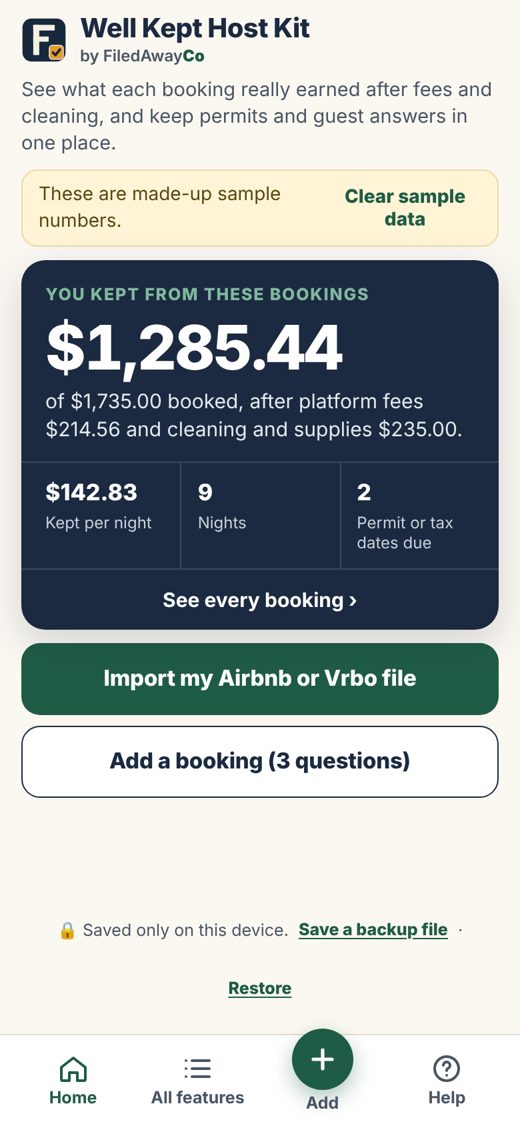 F
Well Kept Host Kit
by FiledAwayCo
See what each booking really earned after fees and
cleaning, and keep permits and guest answers in
one place.
These are made-up sample
numbers.
Clear sample
data
YOU KEPT FROM THESE BOOKINGS
$1,285.44
of $1,735.00 booked, after platform fees
$214.56 and cleaning and supplies $235.00.
$142.83
Kept per night
9
Nights
2
Permit or tax
dates due
See every booking ›
Import my Airbnb or Vrbo file
Add a booking (3 questions)
🔒 Saved only on this device. Save a backup file ·
Restore
Home
All features
Add
Help